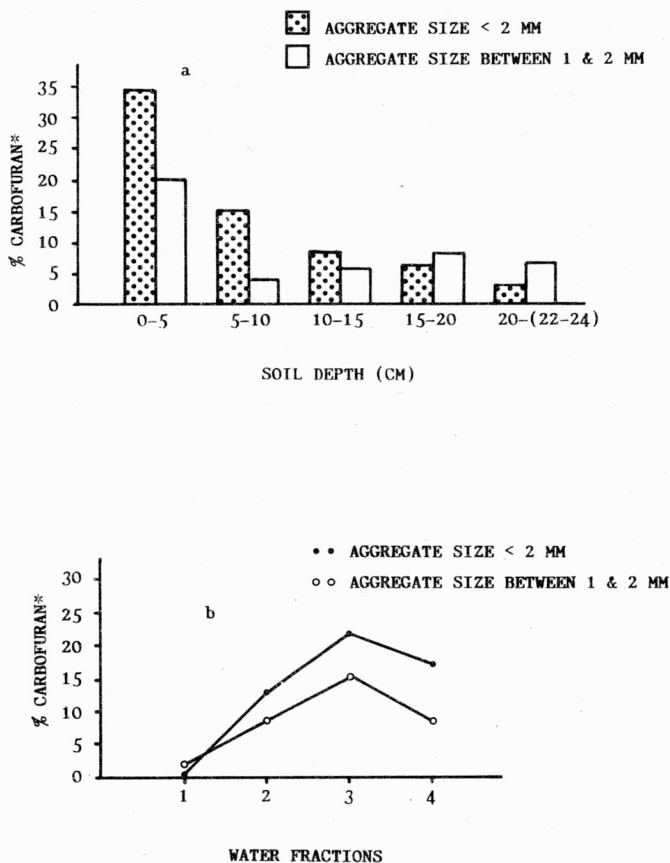 AGGREGATE SIZE < 2 MM
AGGREGATE SIZE BETWEEN 1 & 2 MM
a
% CARBOFURAN*
35
30
25
20
15
10
5
0
0-5 5-10 10-15 15-20 20-(22-24)
SOIL DEPTH (CM)
AGGREGATE SIZE < 2 MM
AGGREGATE SIZE BETWEEN 1 & 2 MM
b
% CARBOFURAN*
30
25
20
15
10
5
0
1 2 3 4
WATER FRACTIONS